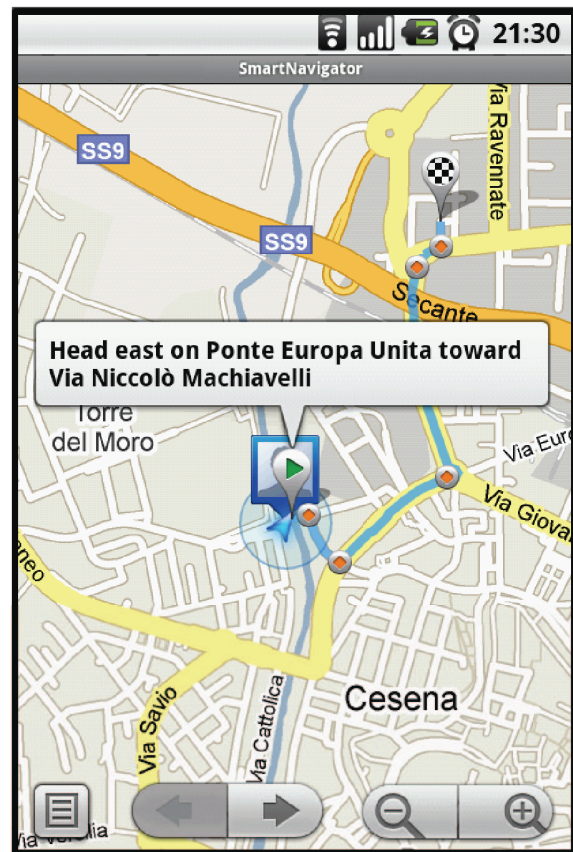 21:30
SmartNavigator
SS9
Via Ravennate
SS9
Secante
Head east on Ponte Europa Unita toward
Via Niccolò Machiavelli
Torre
del Moro
Via Eur
Via Giovan
neo
Cesena
Via Savio
Via Cattolica